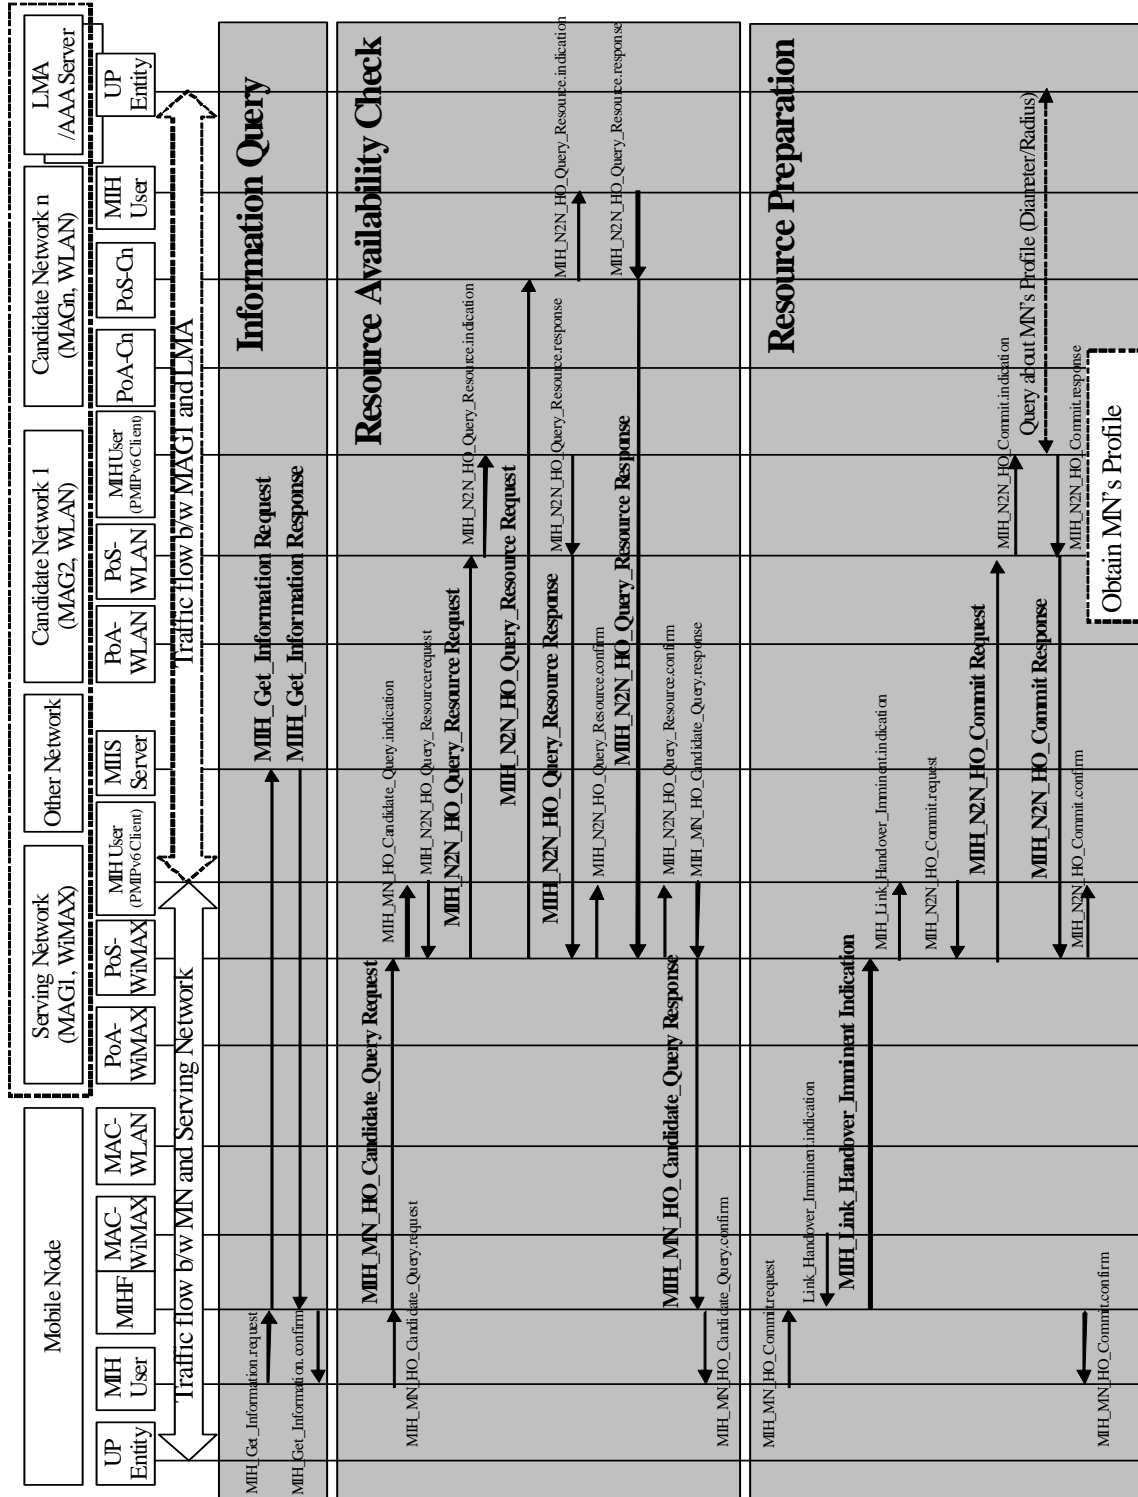 Mobile Node
Serving Network
(MAG1, WiMAX)
Other Network
Candidate Network 1
(MAG2, WLAN)
Candidate Network n
(MAGn, WLAN)
LMA
/AAA Server
UP
Entity
MIH
User
MIHF
MAC-
WiMAX
MAC-
WLAN
PoA-
WiMAX
PoS-
WiMAX
MIH User
(PMIPv6 Client)
MIIS
Server
PoA-
WLAN
PoS-
WLAN
MIH User
(PMIPv6 Client)
PoA-Cn
PoS-Cn
MIH
User
UP
Entity
Traffic flow b/w MN and Serving Network
Traffic flow b/w MAG1 and LMA
Information Query
MIH_Get_Information.request
MIH_Get_Information Request
MIH_Get_Information Response
MIH_Get_Information.confirm
Resource Availability Check
MIH_MN_HO_Candidate_Query.request
MIH_MN_HO_Candidate_Query Request
MIH_MN_HO_Candidate_Query.indication
MIH_N2N_HO_Query_Resource.request
MIH_N2N_HO_Query_Resource Request
MIH_N2N_HO_Query_Resource.indication
MIH_N2N_HO_Query_Resource Request
MIH_N2N_HO_Query_Resource.indication
MIH_N2N_HO_Query_Resource.response
MIH_N2N_HO_Query_Resource Response
MIH_N2N_HO_Query_Resource.confirm
MIH_N2N_HO_Query_Resource.response
MIH_N2N_HO_Query_Resource Response
MIH_N2N_HO_Query_Resource.confirm
MIH_MN_HO_Candidate_Query.response
MIH_MN_HO_Candidate_Query Response
MIH_MN_HO_Candidate_Query.confirm
Resource Preparation
MIH_MN_HO_Commit.request
Link_Handover_Imminent.indication
MIH_Link_Handover_Imminent Indication
MIH_Link_Handover_Imminent.indication
MIH_N2N_HO_Commit.request
MIH_N2N_HO_Commit Request
MIH_N2N_HO_Commit.indication
Query about MN's Profile (Diameter/Radius)
MIH_N2N_HO_Commit.response
MIH_N2N_HO_Commit Response
MIH_N2N_HO_Commit.confirm
MIH_MN_HO_Commit.confirm
Obtain MN's Profile